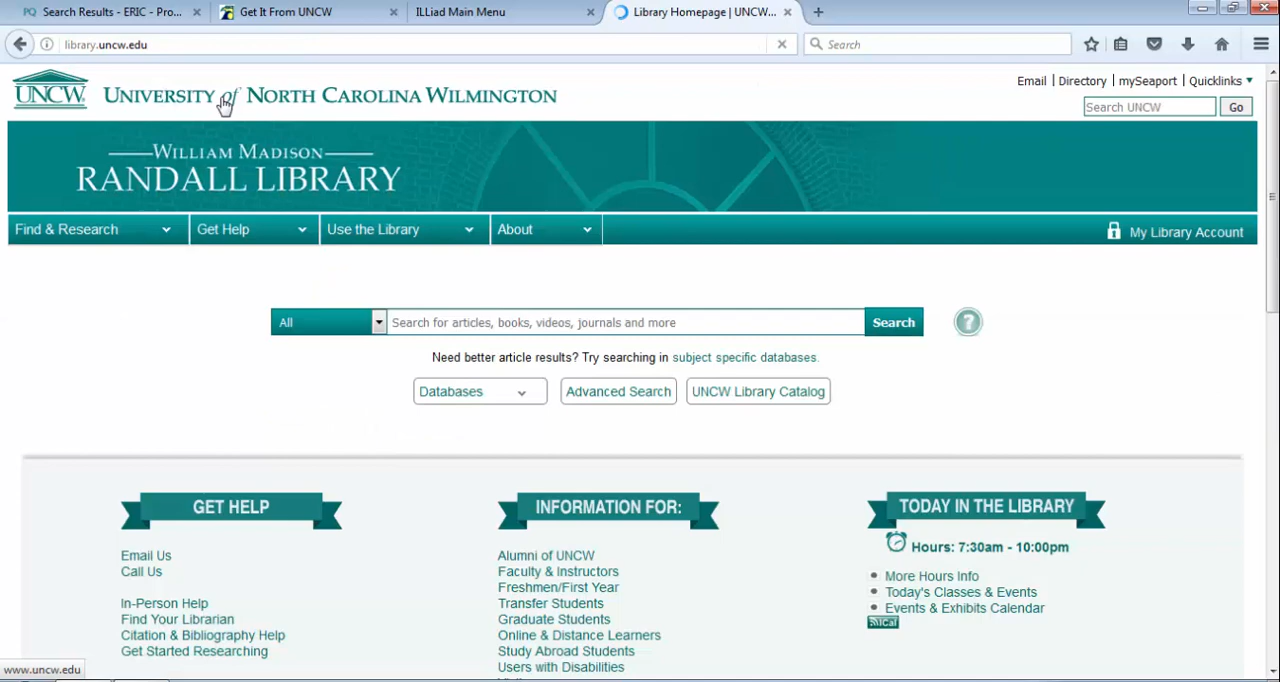 PQ Search Results - ERIC - Pro...
Get It From UNCW
ILLiad Main Menu
Library Homepage | UNCW...
library.uncw.edu
Search
UNCW
UNIVERSITY of NORTH CAROLINA WILMINGTON
Email | Directory | mySeaport | Quicklinks
Search UNCW
Go
WILLIAM MADISON
RANDALL LIBRARY
Find & Research
Get Help
Use the Library
About
My Library Account
All
Search for articles, books, videos, journals and more
Search
?
Need better article results? Try searching in subject specific databases.
Databases
Advanced Search
UNCW Library Catalog
GET HELP
Email Us
Call Us
In-Person Help
Find Your Librarian
Citation & Bibliography Help
Get Started Researching
INFORMATION FOR:
Alumni of UNCW
Faculty & Instructors
Freshmen/First Year
Transfer Students
Graduate Students
Online & Distance Learners
Study Abroad Students
Users with Disabilities
TODAY IN THE LIBRARY
Hours: 7:30am - 10:00pm
More Hours Info
Today's Classes & Events
Events & Exhibits Calendar
iCal
www.uncw.edu